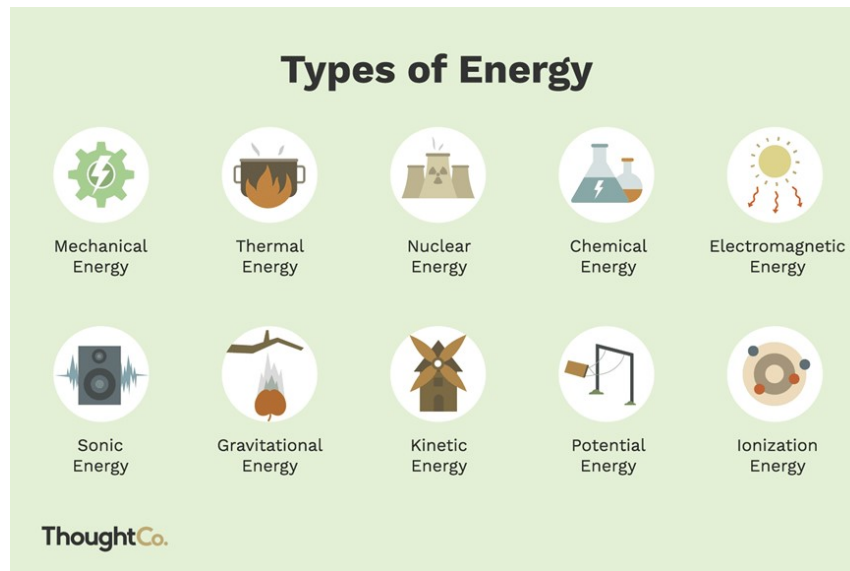 Types of Energy
Mechanical
Energy
Thermal
Energy
Nuclear
Energy
Chemical
Energy
Electromagnetic
Energy
Sonic
Energy
Gravitational
Energy
Kinetic
Energy
Potential
Energy
Ionization
Energy
ThoughtCo.